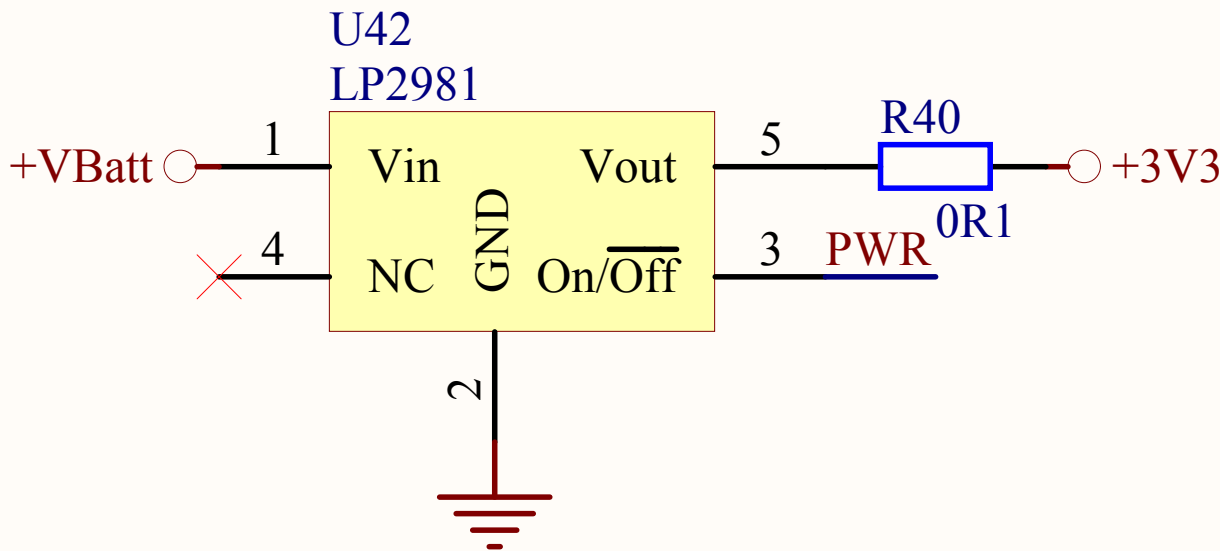 U42
LP2981
+VBatt
1
Vin
4
NC
GND
2
Vout
5
On/Off
3
PWR
R40
0R1
+3V3